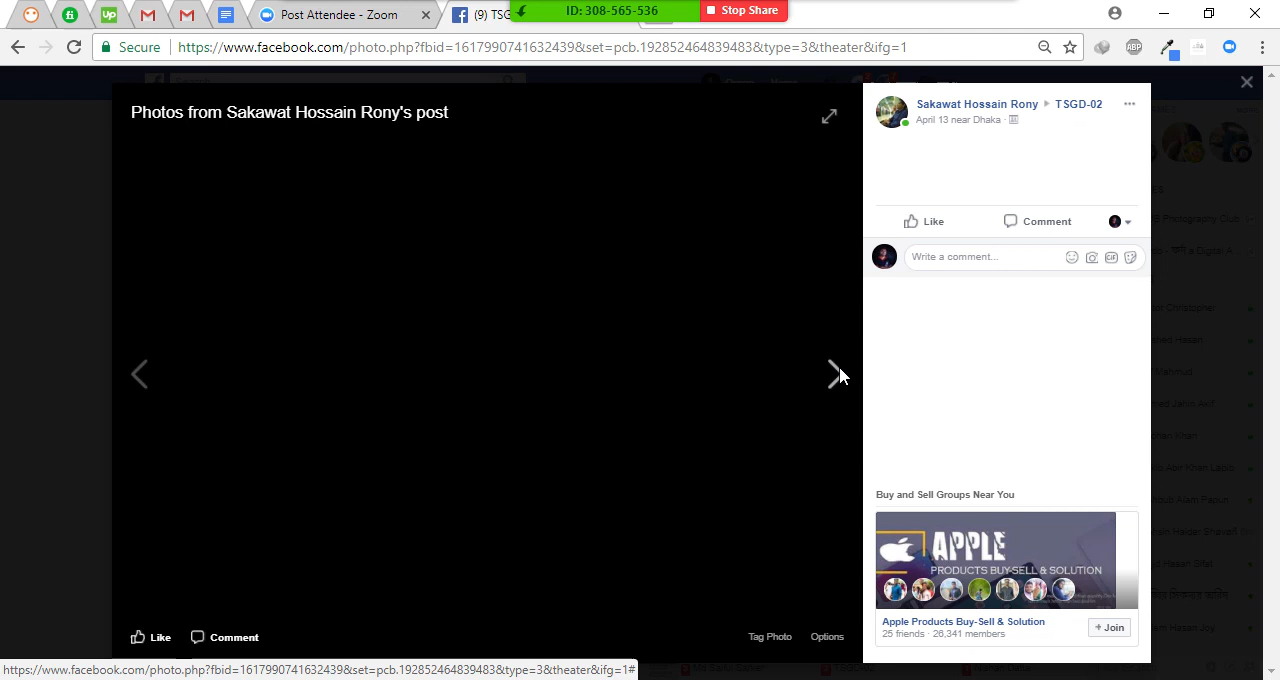 Post Attendee - Zoom
(9) TSG
ID: 308-565-536
Stop Share
Secure
https://www.facebook.com/photo.php?fbid=1617990741632439&set=pcb.192852464839483&type=3&theater&ifg=1
Photos from Sakawat Hossain Rony's post
Sakawat Hossain Rony
TSGD-02
April 13 near Dhaka
Like
Comment
Write a comment...
GIF
Buy and Sell Groups Near You
APPLE
PRODUCTS BUY-SELL & SOLUTION
Apple Products Buy-Sell & Solution
25 friends · 26,341 members
+ Join
Like
Comment
Tag Photo
Options
https://www.facebook.com/photo.php?fbid=1617990741632439&set=pcb.192852464839483&type=3&theater&ifg=1#